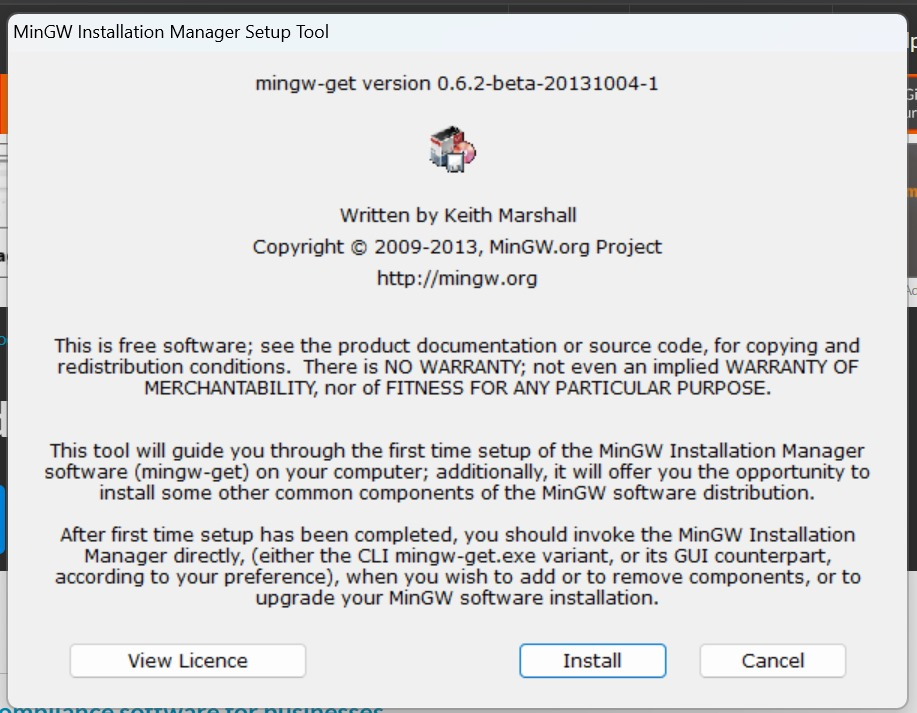 MinGW Installation Manager Setup Tool
mingw-get version 0.6.2-beta-20131004-1
Written by Keith Marshall
Copyright © 2009-2013, MinGW.org Project
http://mingw.org
This is free software; see the product documentation or source code, for copying and
redistribution conditions.  There is NO WARRANTY; not even an implied WARRANTY OF
MERCHANTABILITY, nor of FITNESS FOR ANY PARTICULAR PURPOSE.
This tool will guide you through the first time setup of the MinGW Installation Manager
software (mingw-get) on your computer; additionally, it will offer you the opportunity to
install some other common components of the MinGW software distribution.
After first time setup has been completed, you should invoke the MinGW Installation
Manager directly, (either the CLI mingw-get.exe variant, or its GUI counterpart,
according to your preference), when you wish to add or to remove components, or to
upgrade your MinGW software installation.
View Licence Install Cancel
software for businesses